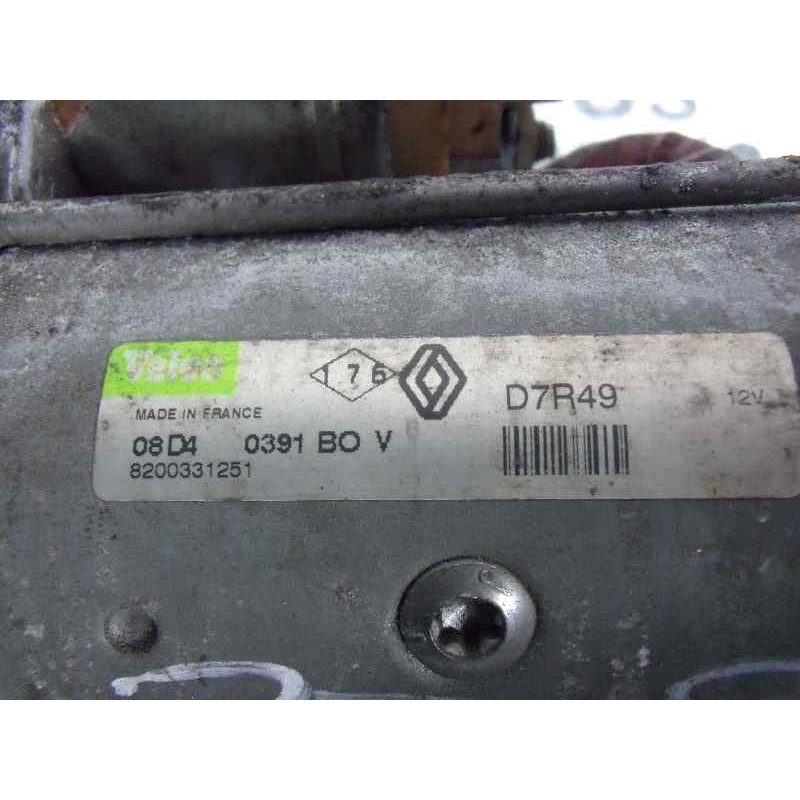 Valeo
176
D7R49
12V
MADE IN FRANCE
08D4 0391 BO V
8200331251